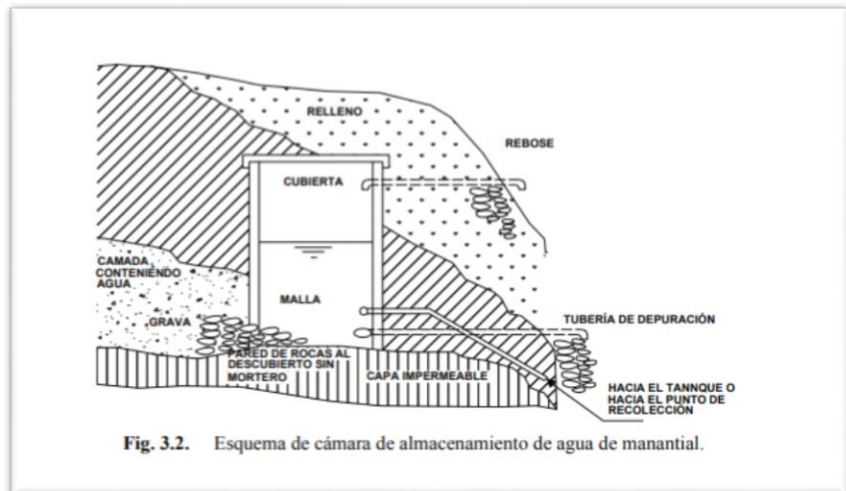 RELLENO
REBOSE
CUBIERTA
CAMADA
CONTENIENDO
AGUA
MALLA
GRAVA
TUBERÍA DE DEPURACIÓN
PARED DE ROCAS AL
DESCUBIERTO SIN
MORTERO
CAPA IMPERMEABLE
HACIA EL TANNQUE O
HACIA EL PUNTO DE
RECOLECCIÓN
Fig. 3.2. Esquema de cámara de almacenamiento de agua de manantial.